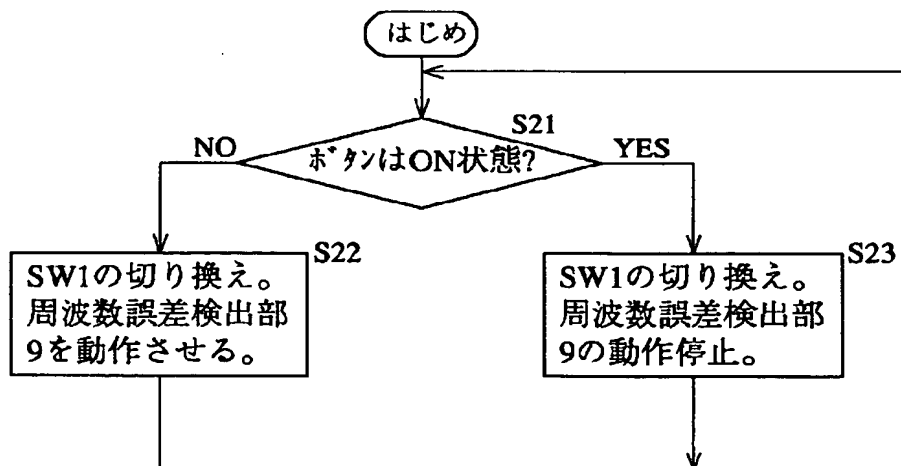 はじめ
S21
NO
ボタンはON状態?
YES
S22
SW1の切り換え。
周波数誤差検出部
9を動作させる。
S23
SW1の切り換え。
周波数誤差検出部
9の動作停止。